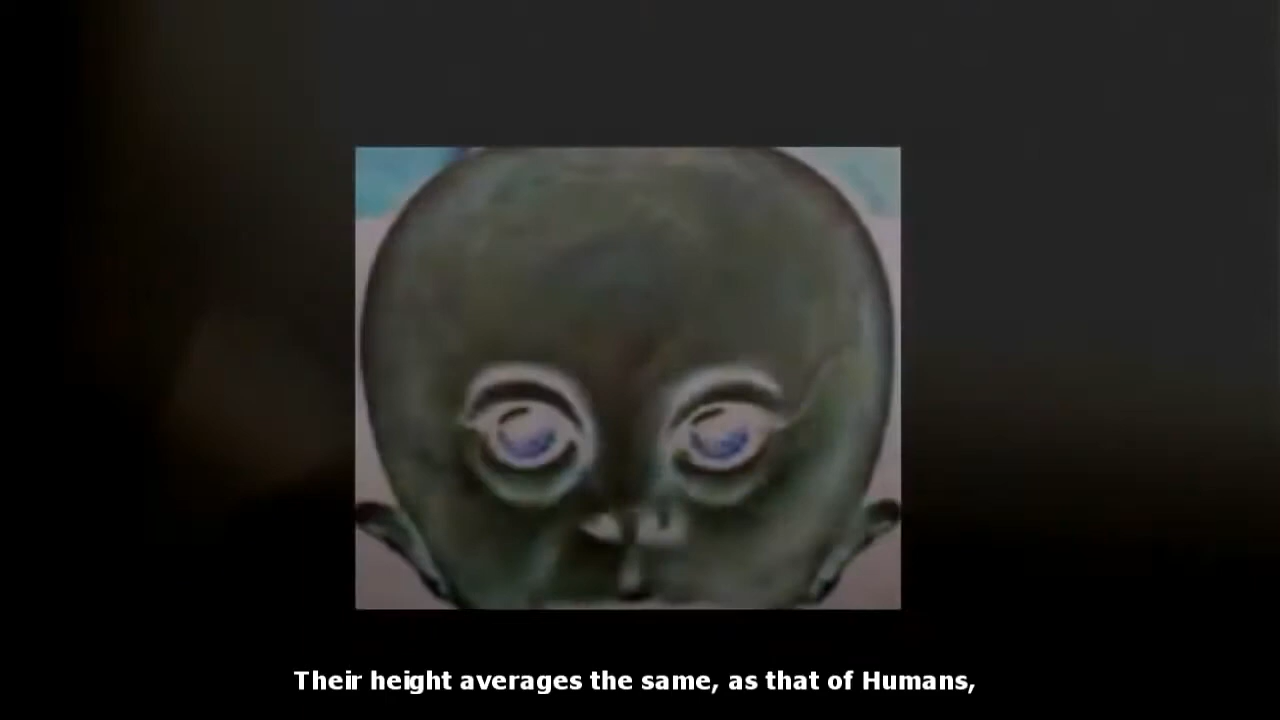 Their height averages the same, as that of Humans,